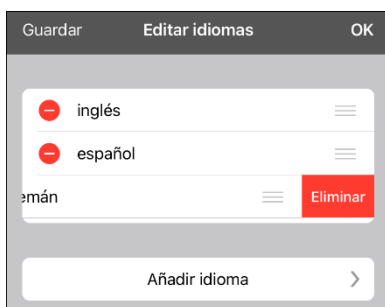 Guardar Editar idiomas OK
inglés
español
emán Eliminar
Añadir idioma